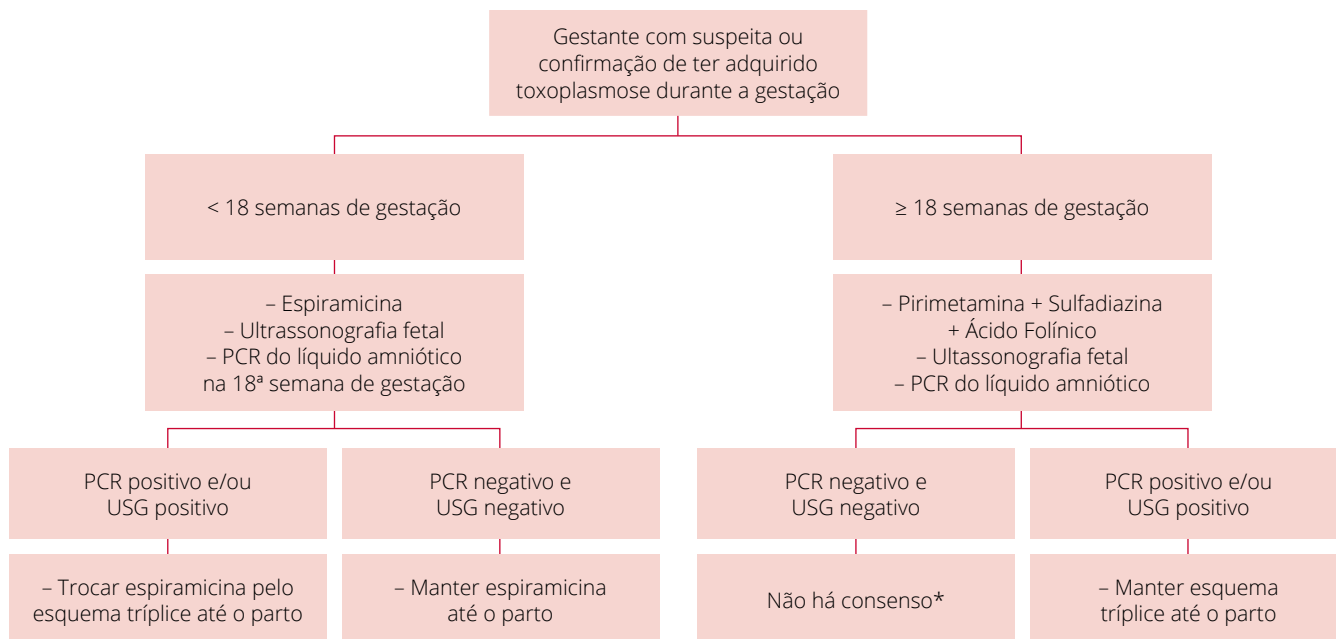 Gestante com suspeita ou
confirmação de ter adquirido
toxoplasmose durante a gestação
< 18 semanas de gestação
≥ 18 semanas de gestação
– Espiramicina
– Ultrassonografia fetal
– PCR do líquido amniótico
na 18ª semana de gestação
– Pirimetamina + Sulfadiazina
+ Ácido Folínico
– Ultassonografia fetal
– PCR do líquido amniótico
PCR positivo e/ou
USG positivo
PCR negativo e
USG negativo
PCR negativo e
USG negativo
PCR positivo e/ou
USG positivo
– Trocar espiramicina pelo
esquema tríplice até o parto
– Manter espiramicina
até o parto
Não há consenso*
– Manter esquema
tríplice até o parto